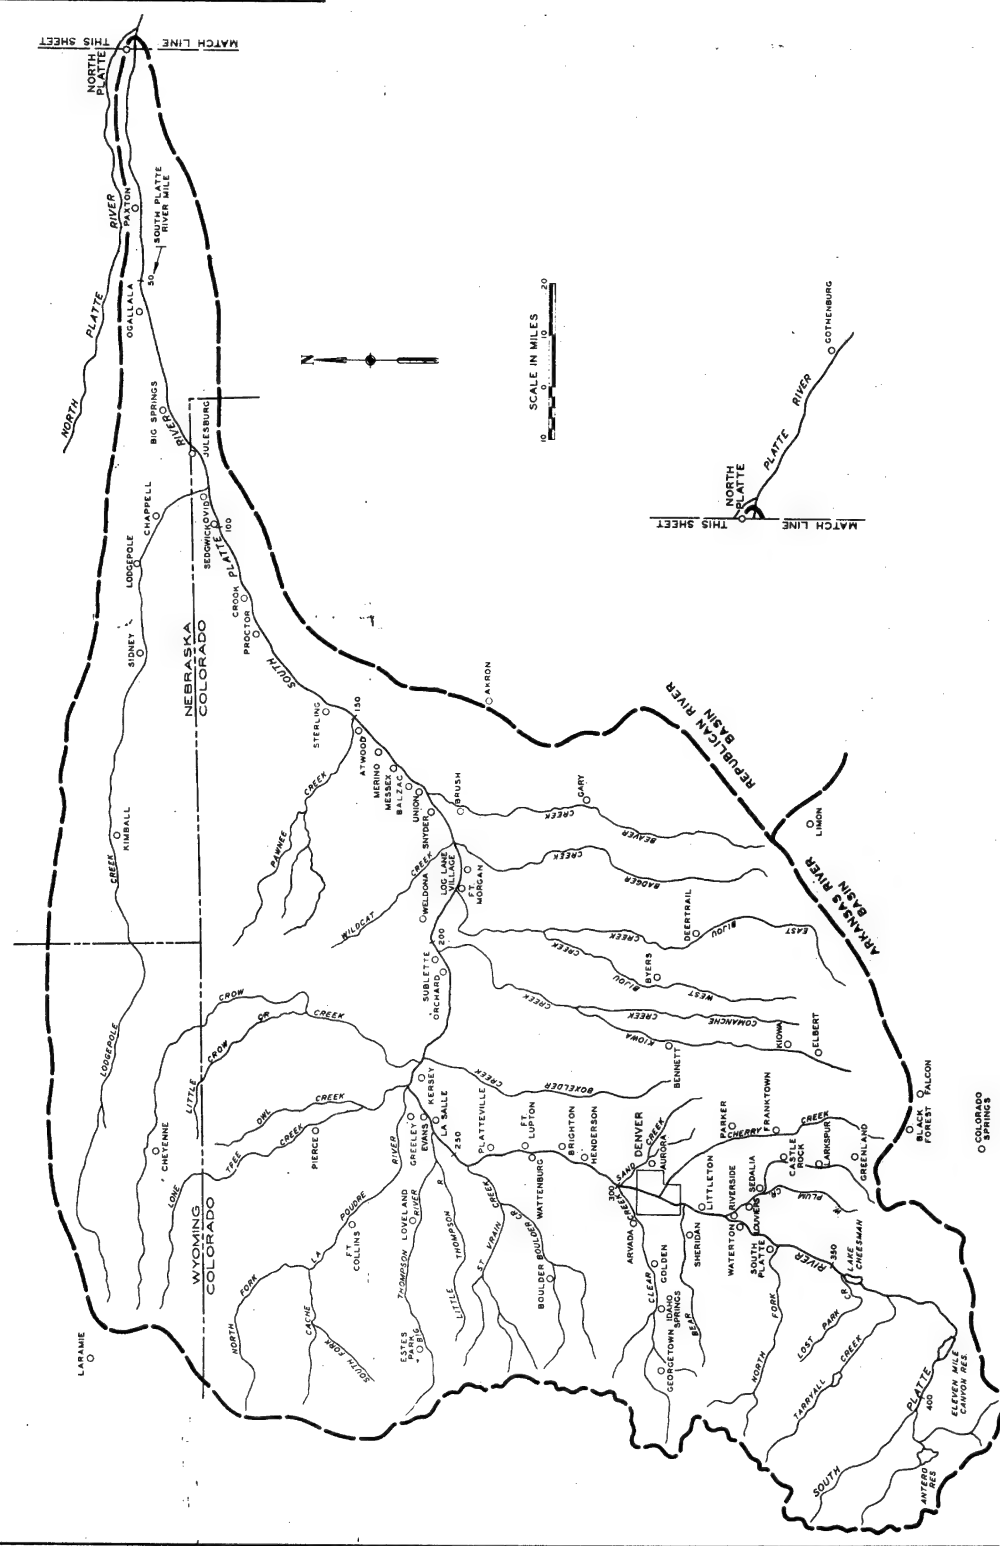 MATCH LINE
THIS SHEET
NORTH
PLATTE
NORTH
PLATTE
RIVER
PAXTON
SOUTH PLATTE
RIVER MILE
50
OGALLALA
BIG SPRINGS
RIVER
JULESBURG
OVID
SEDGWICK
100
PLATTE
CHAPPELL
LODGEPOLE
SIDNEY
KIMBALL
CREEK
LODGEPOLE
NEBRASKA
COLORADO
CROOK
PROCTOR
SOUTH
STERLING
150
ATWOOD
MERINO
MESSEX
BALZAC
UNION
SNYDER
BRUSH
PAWNEE
CREEK
WILDCAT
CREEK
LOG LANE
VILLAGE
FT.
MORGAN
WELDONA
200
SUBLETTE
ORCHARD
AKRON
GARY
BEAVER
CREEK
BADGER
CREEK
DEERTRAIL
EAST
BIJOU
CREEK
BYERS
WEST
BIJOU
CREEK
COMANCHE
CREEK
KIOWA
CREEK
KIOWA
ELBERT
BENNETT
BOXELDER
CREEK
LIMON
REPUBLICAN RIVER
BASIN
ARKANSAS RIVER
BASIN
N
SCALE IN MILES
10
0
10
20
NORTH
PLATTE
THIS SHEET
MATCH LINE
PLATTE
RIVER
GOTHENBURG
CROW
CREEK
LITTLE
CROW
CR
OWL
CREEK
LONE
TREE
CREEK
PIERCE
CHEYENNE
WYOMING
COLORADO
LARAMIE
KERSEY
LA SALLE
GREELEY
EVANS
250
PLATTEVILLE
FT
LUPTON
WATTENBURG
BRIGHTON
HENDERSON
RIVER
POUDRE
LA
CACHE
NORTH
FORK
SOUTH FORK
FT
COLLINS
LOVELAND
RIVER
THOMPSON
BIG
ESTES
PARK
LITTLE
THOMPSON
R
ST
VRAIN
CREEK
BOULDER
CR
BOULDER
300
SAND
CREEK
DENVER
AURORA
ARVADA
CREEK
CLEAR
GOLDEN
IDAHO
SPRINGS
GEORGETOWN
BEAR
SHERIDAN
LITTLETON
PARKER
FRANKTOWN
CHERRY
CREEK
RIVERSIDE
SEDALIA
LOUVIERS
WATERTON
CASTLE
ROCK
LARKSPUR
GREENLAND
PLUM
CR
W.
SOUTH
PLATTE
RIVER
350
LAKE
CHEESMAN
NORTH
FORK
LOST PARK
CR
TARRYALL
CREEK
SOUTH
PLATTE
400
ELEVEN MILE
CANYON RES.
ANTERO
RES
BLACK
FOREST
FALCON
COLORADO
SPRINGS